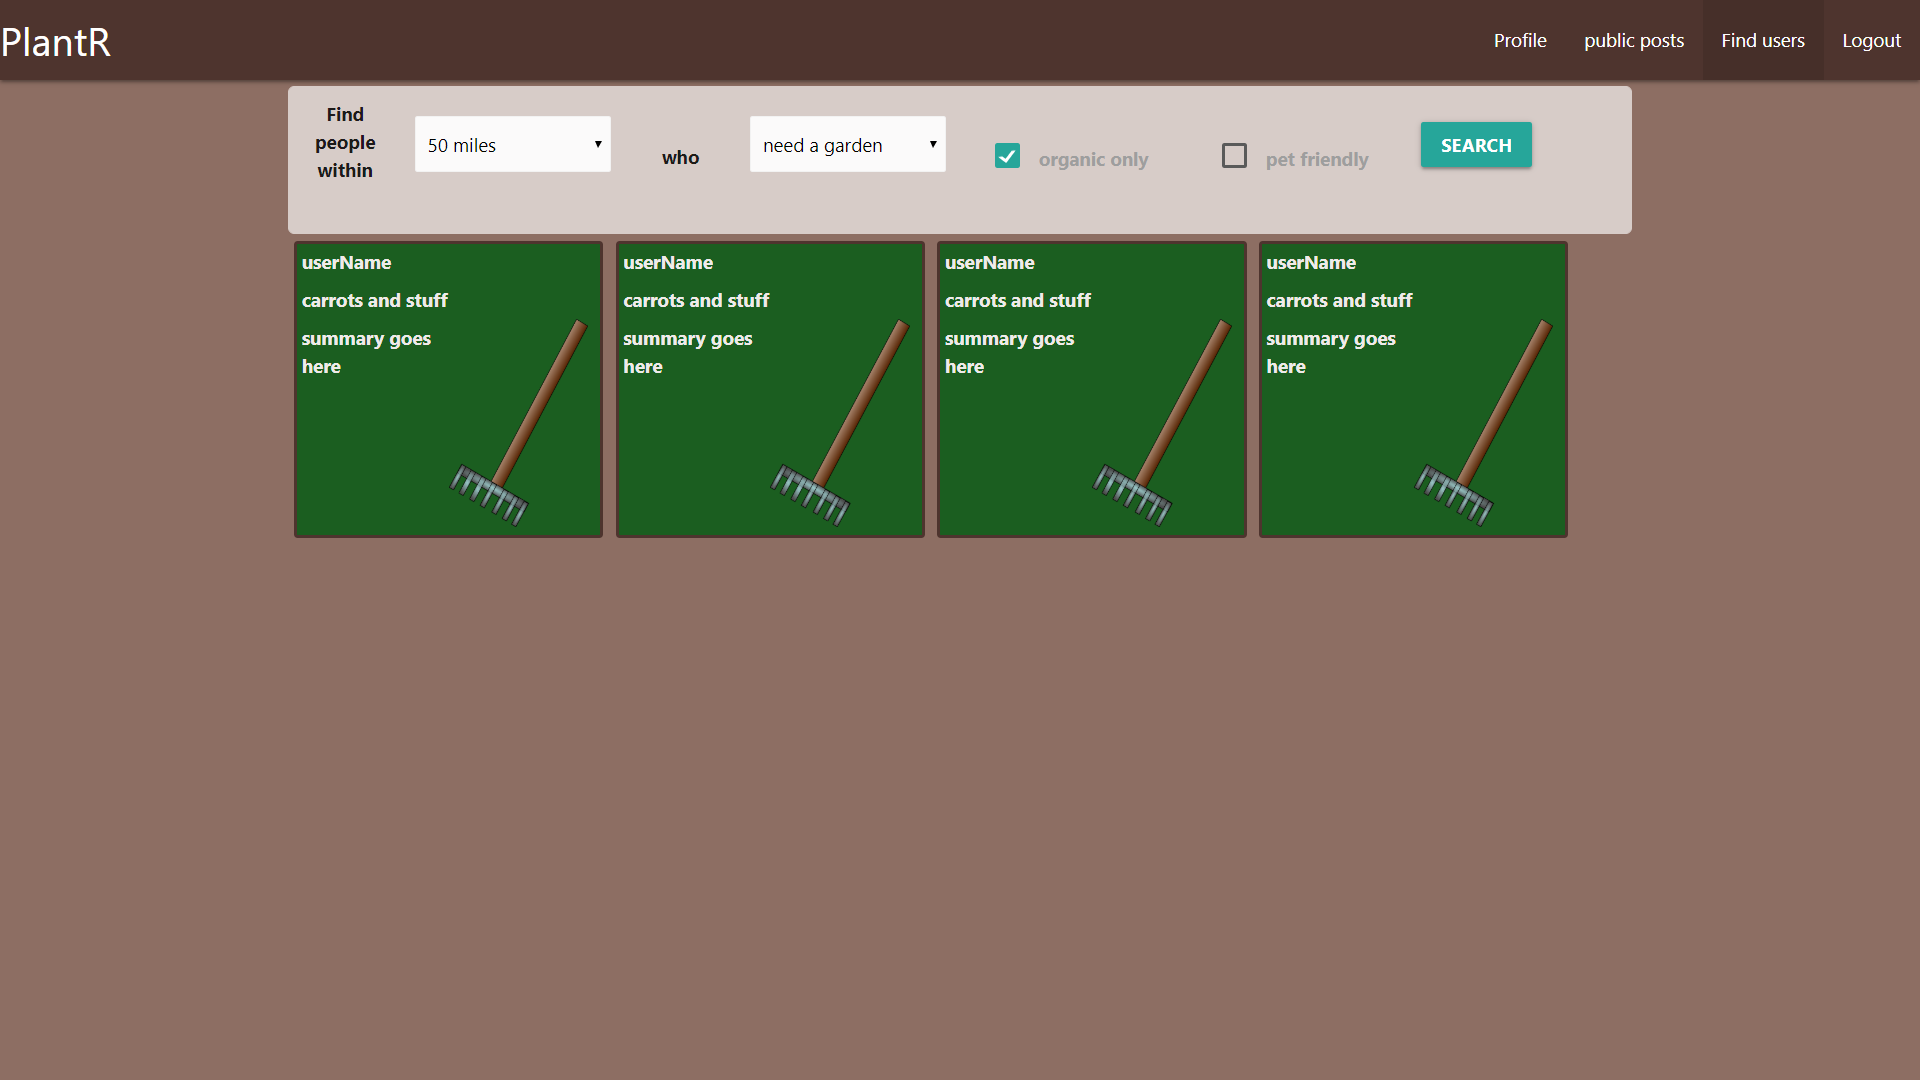 PlantR
Profile
public posts
Find users
Logout
Find
people
within
50 miles
who
need a garden
organic only
pet friendly
SEARCH
userName
carrots and stuff
summary goes
here
userName
carrots and stuff
summary goes
here
userName
carrots and stuff
summary goes
here
userName
carrots and stuff
summary goes
here